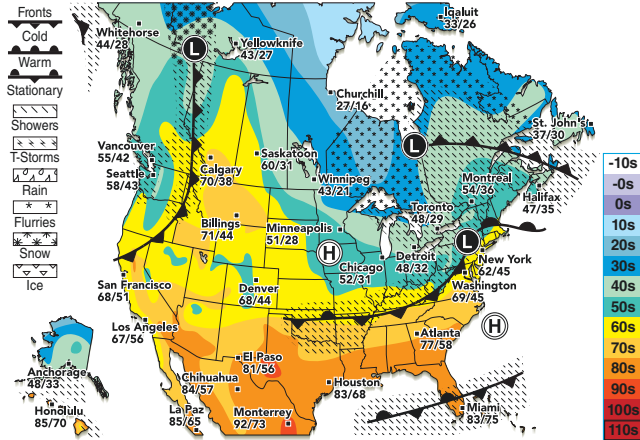 Fronts
Cold
Warm
Stationary
Showers
T-Storms
Rain
Flurries
Snow
Ice
Iqaluit
33/26
Whitehorse
44/28
L
Yellowknife
43/27
Churchill
27/16
St. John's
37/30
Vancouver
55/42
Seattle
58/43
Calgary
70/38
Saskatoon
60/31
Winnipeg
43/21
L
Montreal
54/36
Halifax
47/35
Toronto
48/29
Billings
71/44
Minneapolis
51/28
H
Chicago
52/31
Detroit
48/32
L
New York
62/45
Washington
69/45
San Francisco
68/51
Denver
68/44
Los Angeles
67/56
Atlanta
77/58
H
El Paso
81/56
Chihuahua
84/57
Houston
83/68
Miami
83/75
La Paz
85/65
Monterrey
92/73
Anchorage
48/33
Honolulu
85/70
-10s
-0s
0s
10s
20s
30s
40s
50s
60s
70s
80s
90s
100s
110s